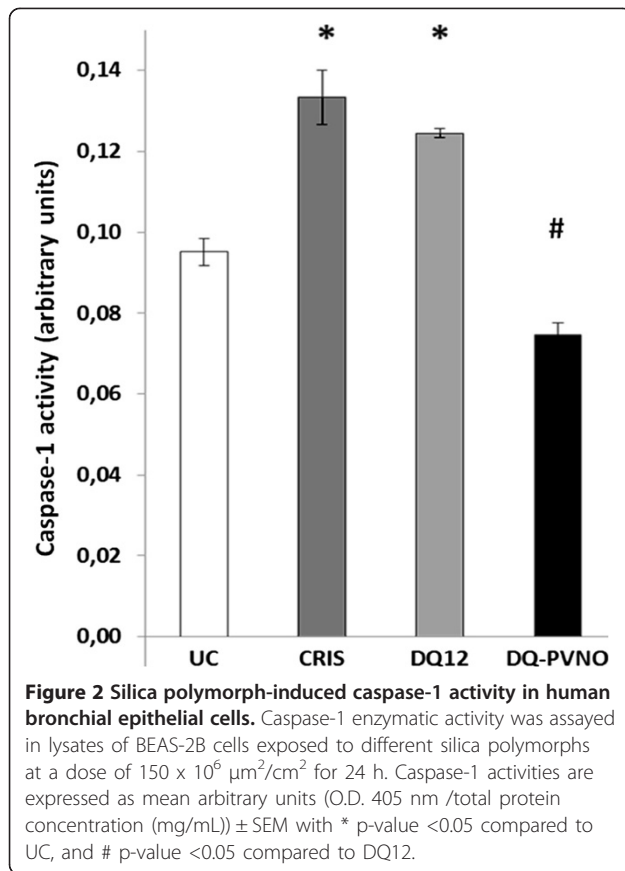 * *
0,14
0,12
0,10
#
0,08
0,06
0,04
0,02
0,00
Caspase-1 activity (arbitrary units)
UC CRIS DQ12 DQ-PVNO
Figure 2 Silica polymorph-induced caspase-1 activity in human
bronchial epithelial cells. Caspase-1 enzymatic activity was assayed
in lysates of BEAS-2B cells exposed to different silica polymorphs
at a dose of 150 x 10⁶ μm²/cm² for 24 h. Caspase-1 activities are
expressed as mean arbitrary units (O.D. 405 nm /total protein
concentration (mg/mL)) ± SEM with * p-value <0.05 compared to
UC, and # p-value <0.05 compared to DQ12.